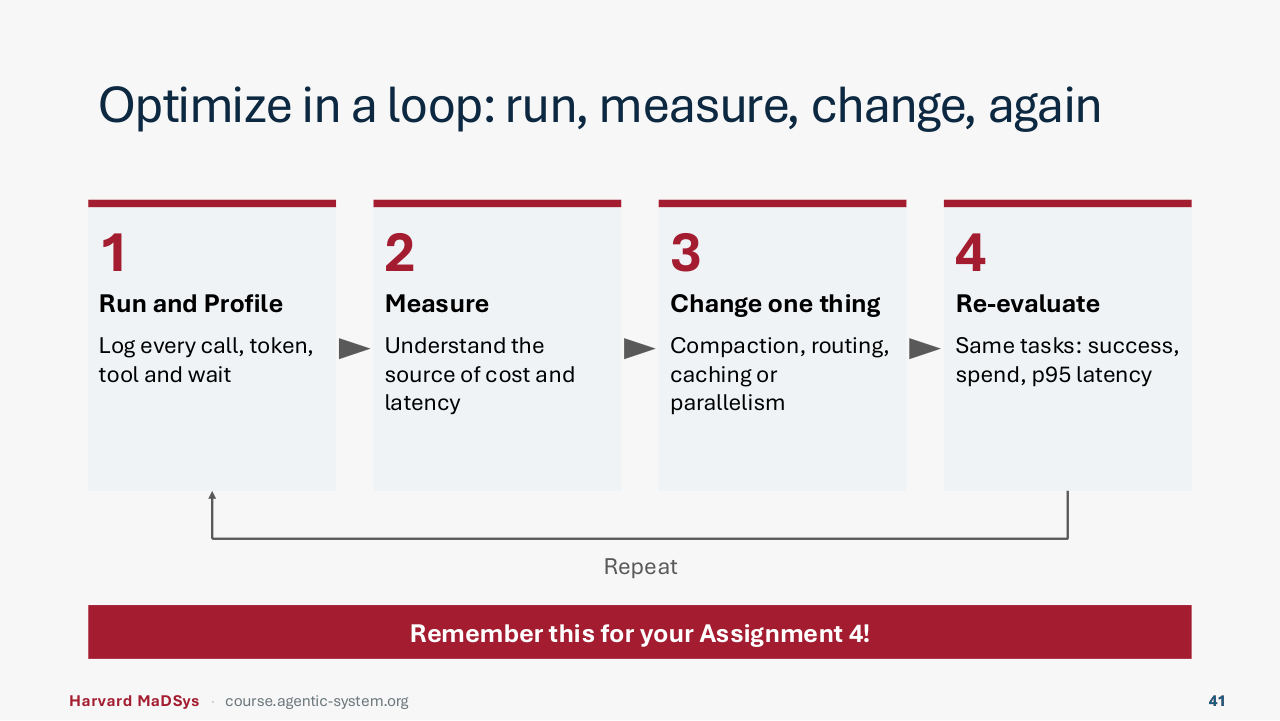 Optimize in a loop: run, measure, change, again
1
Run and Profile
Log every call, token,
tool and wait
2
Measure
Understand the
source of cost and
latency
3
Change one thing
Compaction, routing,
caching or
parallelism
4
Re-evaluate
Same tasks: success,
spend, p95 latency
Repeat
Remember this for your Assignment 4!
Harvard MaDSys · course.agentic-system.org
41